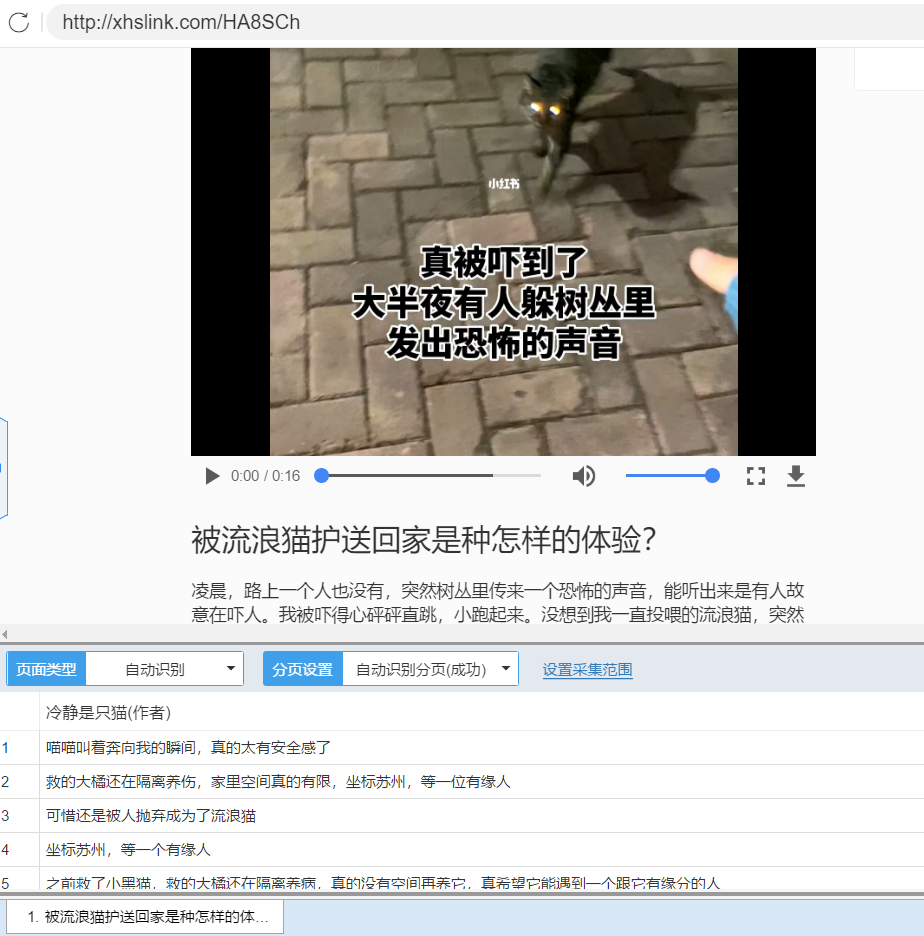 http://xhslink.com/HA8SCh
小红书
真被吓到了
大半夜有人躲树丛里
发出恐怖的声音
0:00 / 0:16
被流浪猫护送回家是种怎样的体验？
凌晨，路上一个人也没有，突然树丛里传来一个恐怖的声音，能听出来是有人故
意在吓人。我被吓得心砰砰直跳，小跑起来。没想到我一直投喂的流浪猫，突然
页面类型 自动识别 分页设置 自动识别分页(成功) 设置采集范围
冷静是只猫(作者)
1 喵喵叫着奔向我的瞬间，真的太有安全感了
2 救的大橘还在隔离养伤，家里空间真的有限，坐标苏州，等一位有缘人
3 可惜还是被人抛弃成为了流浪猫
4 坐标苏州，等一个有缘人
5 之前救了小黑猫，救的大橘还在隔离养病，真的没有空间再养它，真希望它能遇到一个跟它有缘分的人
1. 被流浪猫护送回家是种怎样的体...